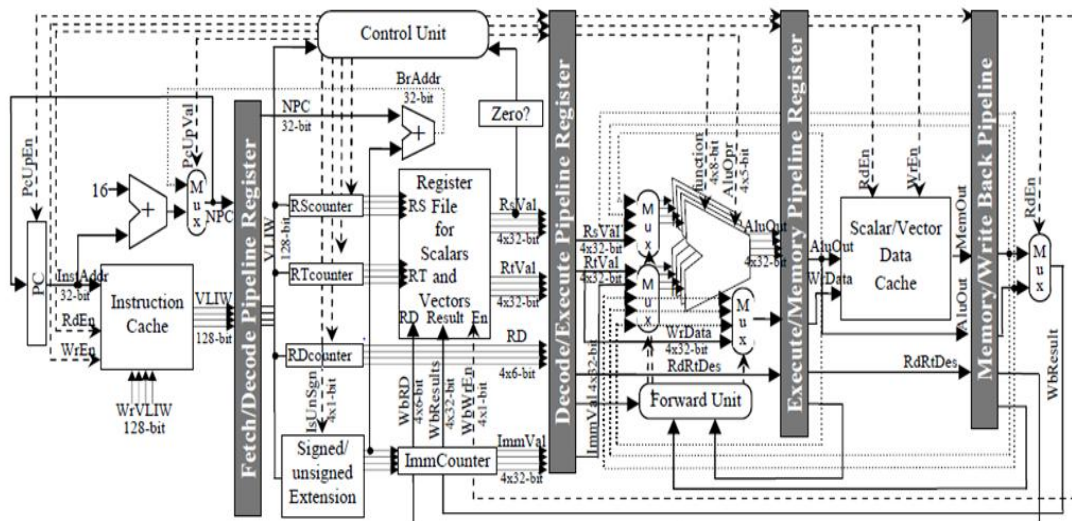 Control Unit
BrAddr
32-bit
NPC
32-bit
Zero?
PcUpEn
PcUpVal
16
+
Mux
NPC
PC
InstAddr
32-bit
Instruction
Cache
RdEn
WrEn
VLIW
128-bit
WrVLIW
128-bit
Fetch/Decode Pipeline Register
VLIW
128-bit
+
RScounter
RTcounter
RDcounter
IsUnSgn
4x1-bit
Signed/
unsigned
Extension
ImmCounter
Register
File
for
Scalars
and
Vectors
RS
RT
RD
Result
En
RsVal
4x32-bit
RtVal
4x32-bit
RD
4x6-bit
WbRD
4x6-bit
WbResults
4x32-bit
WbWrEn
4x1-bit
ImmVal
4x32-bit
Decode/Execute Pipeline Register
RsVal
4x32-bit
RtVal
4x32-bit
ImmVal
4x32-bit
Mux
Mux
Mux
function
4x8-bit
AluOpr
4x5-bit
AluOut
4x32-bit
WrData
4x32-bit
RdRtDes
Forward Unit
Execute/Memory Pipeline Register
AluOut
WrData
RdEn
WrEn
Scalar/Vector
Data
Cache
MemOut
AluOut
RdRtDes
Memory/Write Back Pipeline
RdEn
Mux
WbResult